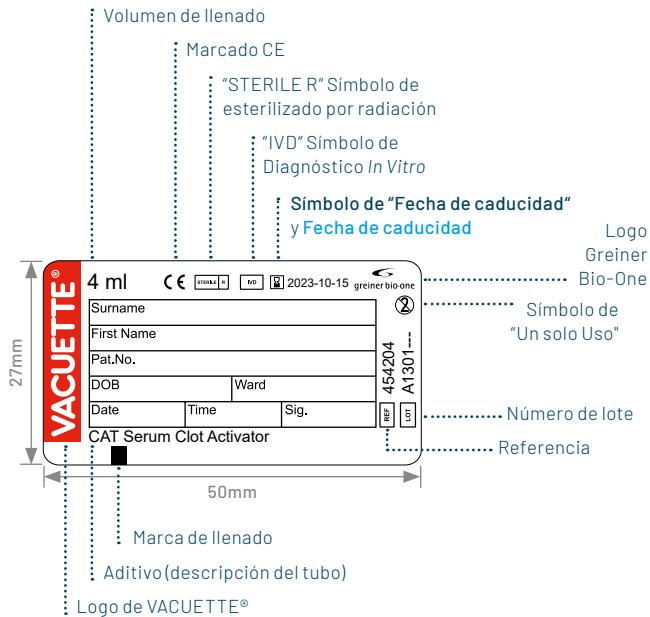 Volumen de llenado
Marcado CE
“STERILE R” Símbolo de
esterilizado por radiación
“IVD” Símbolo de
Diagnóstico In Vitro
Símbolo de “Fecha de caducidad“
y Fecha de caducidad
Logo
Greiner
Bio-One
Símbolo de
“Un solo Uso"
Número de lote
Referencia
27mm
VACUETTE®
4 ml
CE
STERILE R
IVD
2023-10-15
greiner bio-one
2
Surname
First Name
Pat.No.
DOB
Ward
Date
Time
Sig.
REF
454204
LOT
A1301---
CAT Serum Clot Activator
50mm
Marca de llenado
Aditivo (descripción del tubo)
Logo de VACUETTE®